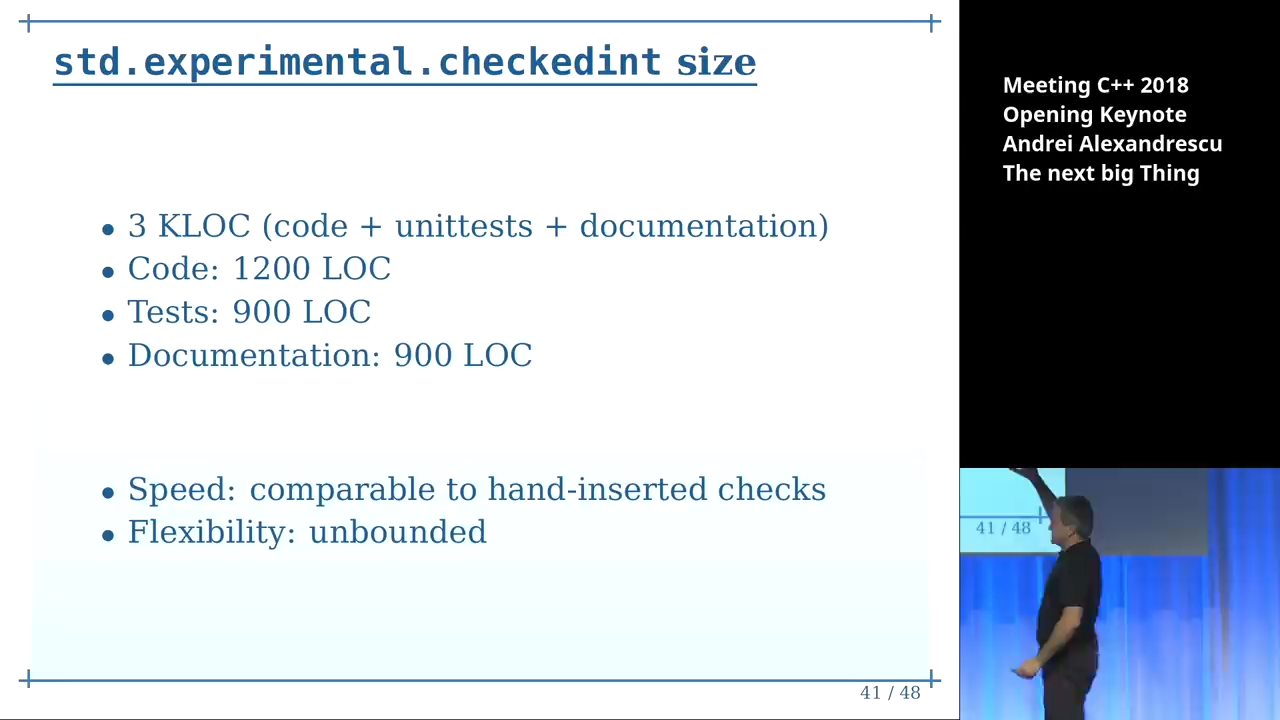 std.experimental.checkedint size
• 3 KLOC (code + unittests + documentation)
• Code: 1200 LOC
• Tests: 900 LOC
• Documentation: 900 LOC
• Speed: comparable to hand-inserted checks
• Flexibility: unbounded
41 / 48
Meeting C++ 2018
Opening Keynote
Andrei Alexandrescu
The next big Thing
41 / 48